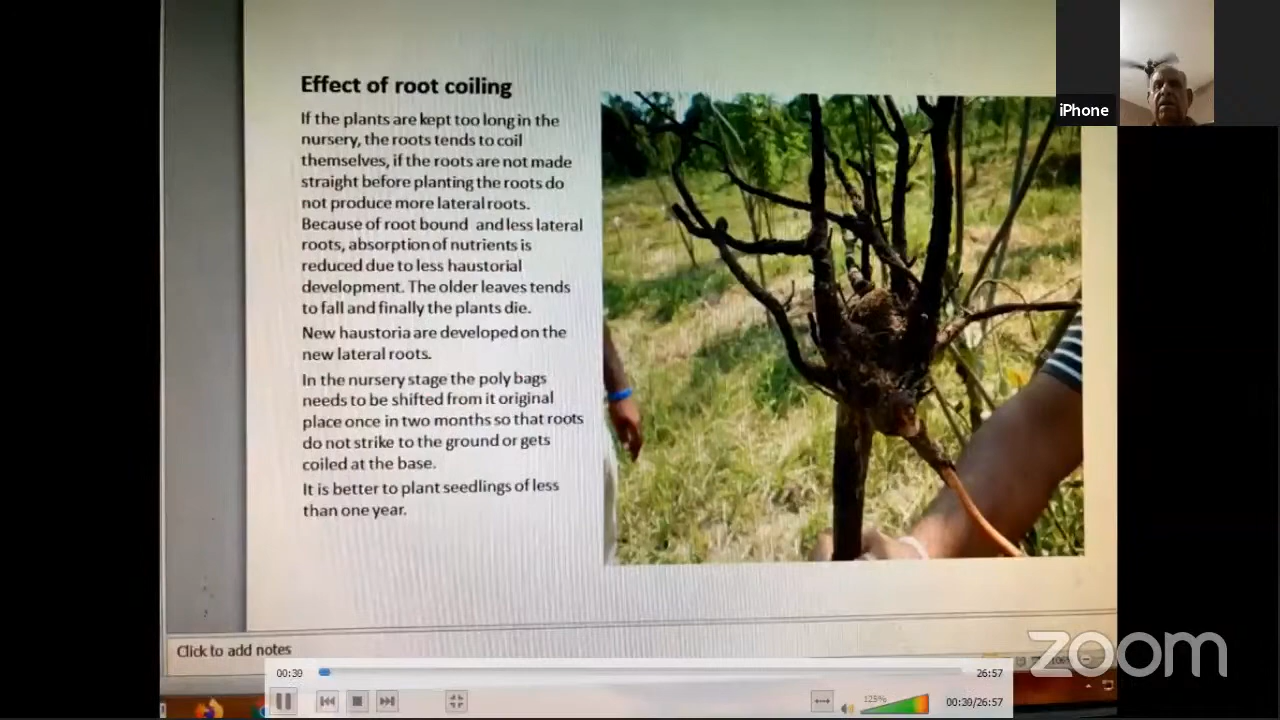 Effect of root coiling
If the plants are kept too long in the
nursery, the roots tends to coil
themselves, if the roots are not made
straight before planting the roots do
not produce more lateral roots.
Because of root bound and less lateral
roots, absorption of nutrients is
reduced due to less haustorial
development. The older leaves tends
to fall and finally the plants die.
New haustoria are developed on the
new lateral roots.
In the nursery stage the poly bags
needs to be shifted from it original
place once in two months so that roots
do not strike to the ground or gets
coiled at the base.
It is better to plant seedlings of less
than one year.
iPhone
Click to add notes
zoom
00:39
26:57
125%
00:39/26:57